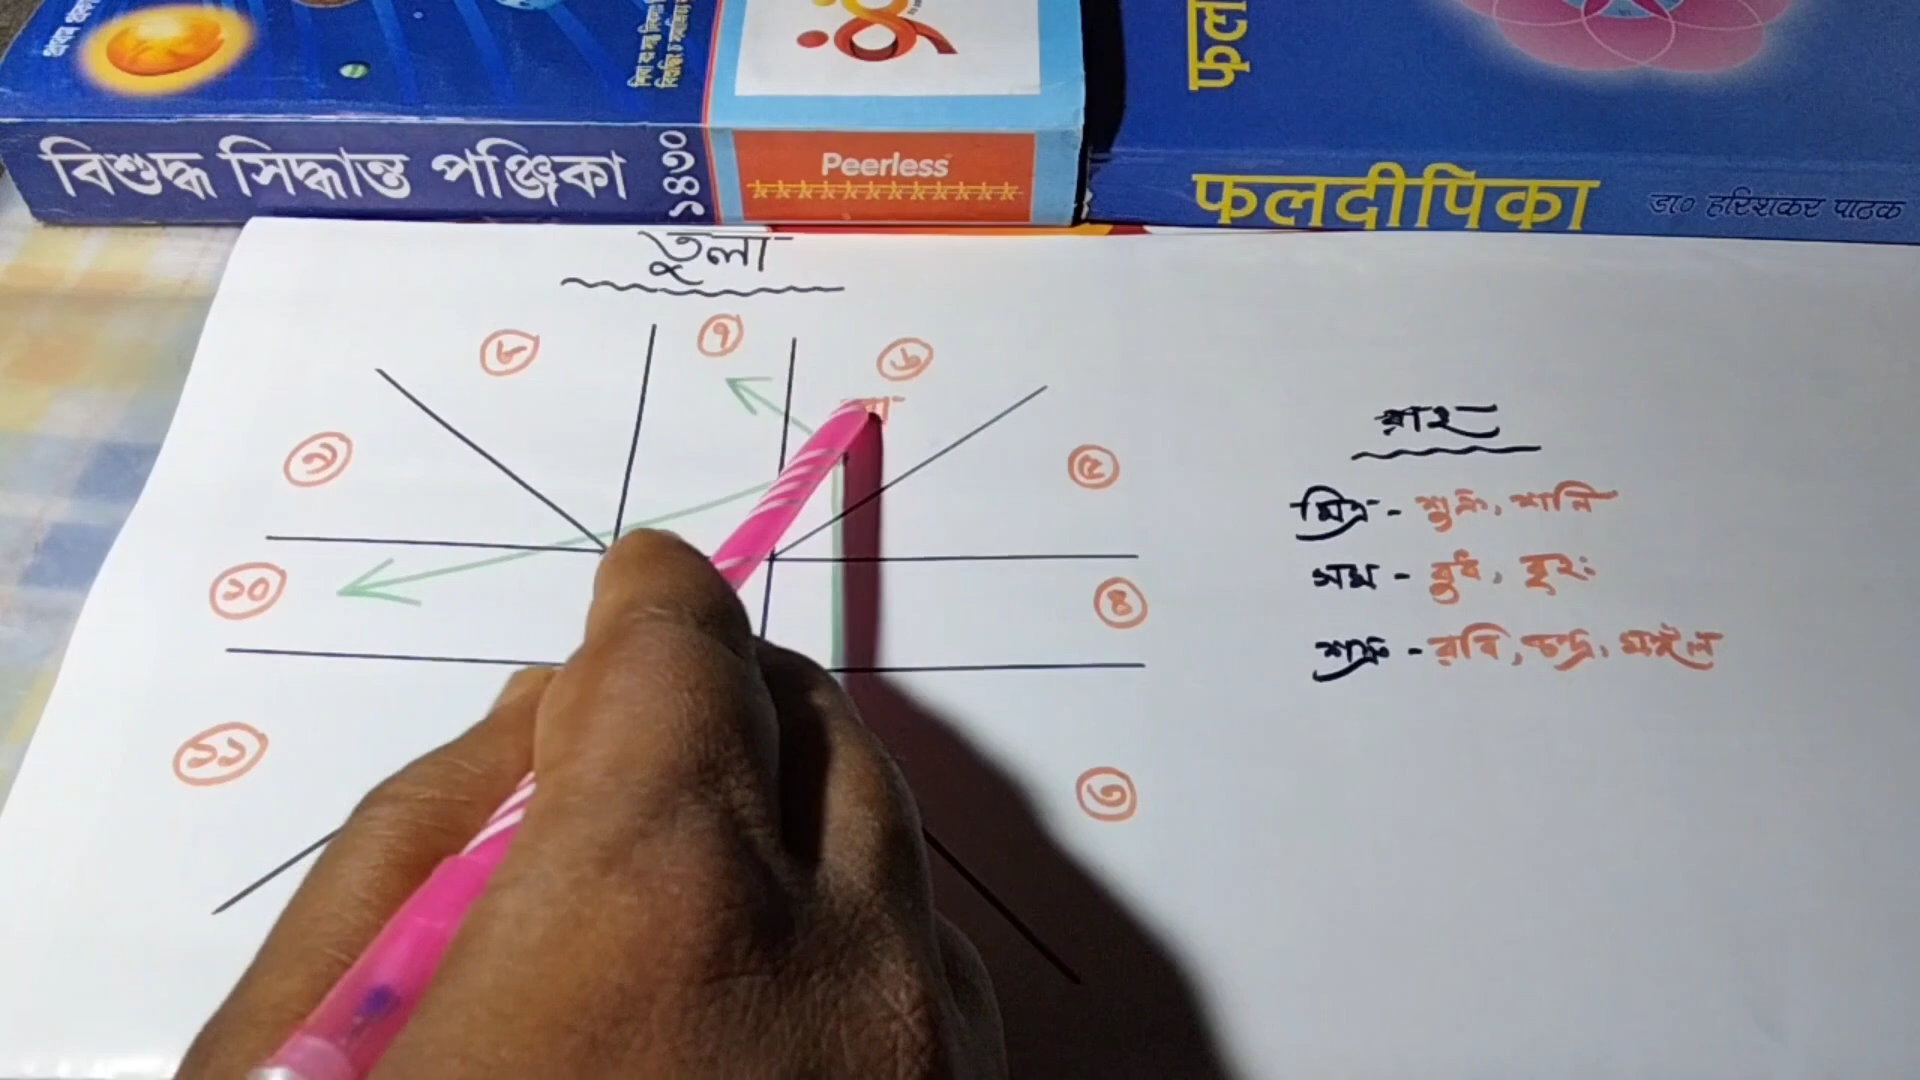 বিশুদ্ধ সিদ্ধান্ত পঞ্জিকা ১৪৩০
Peerless
फल
फलदीपिका डा० हरिशंकर पाठक
তুলা
৮ ৭ ৬
রা
৯ ৫
১০ ৪
১১ ৩
রাহু
মিত্র - শুক্র, শনি
সম - বুধ, বৃহঃ
শত্রু - রবি, চন্দ্র, মঙ্গল